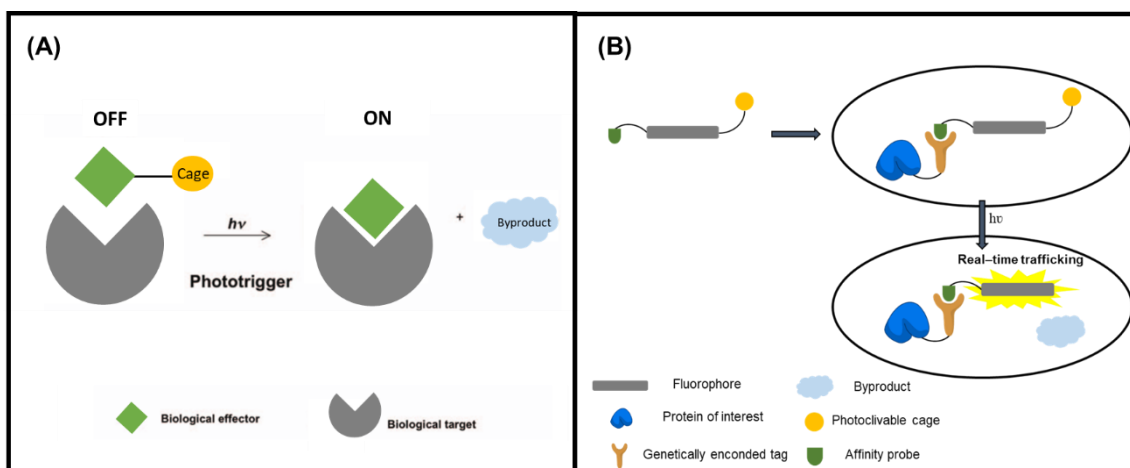 (A)
OFF
ON
Cage
hν
Phototrigger
+
Byproduct
Biological effector
Biological target
(B)
hυ
Real–time trafficking
Fluorophore
Byproduct
Protein of interest
Photoclivable cage
Genetically enconded tag
Affinity probe